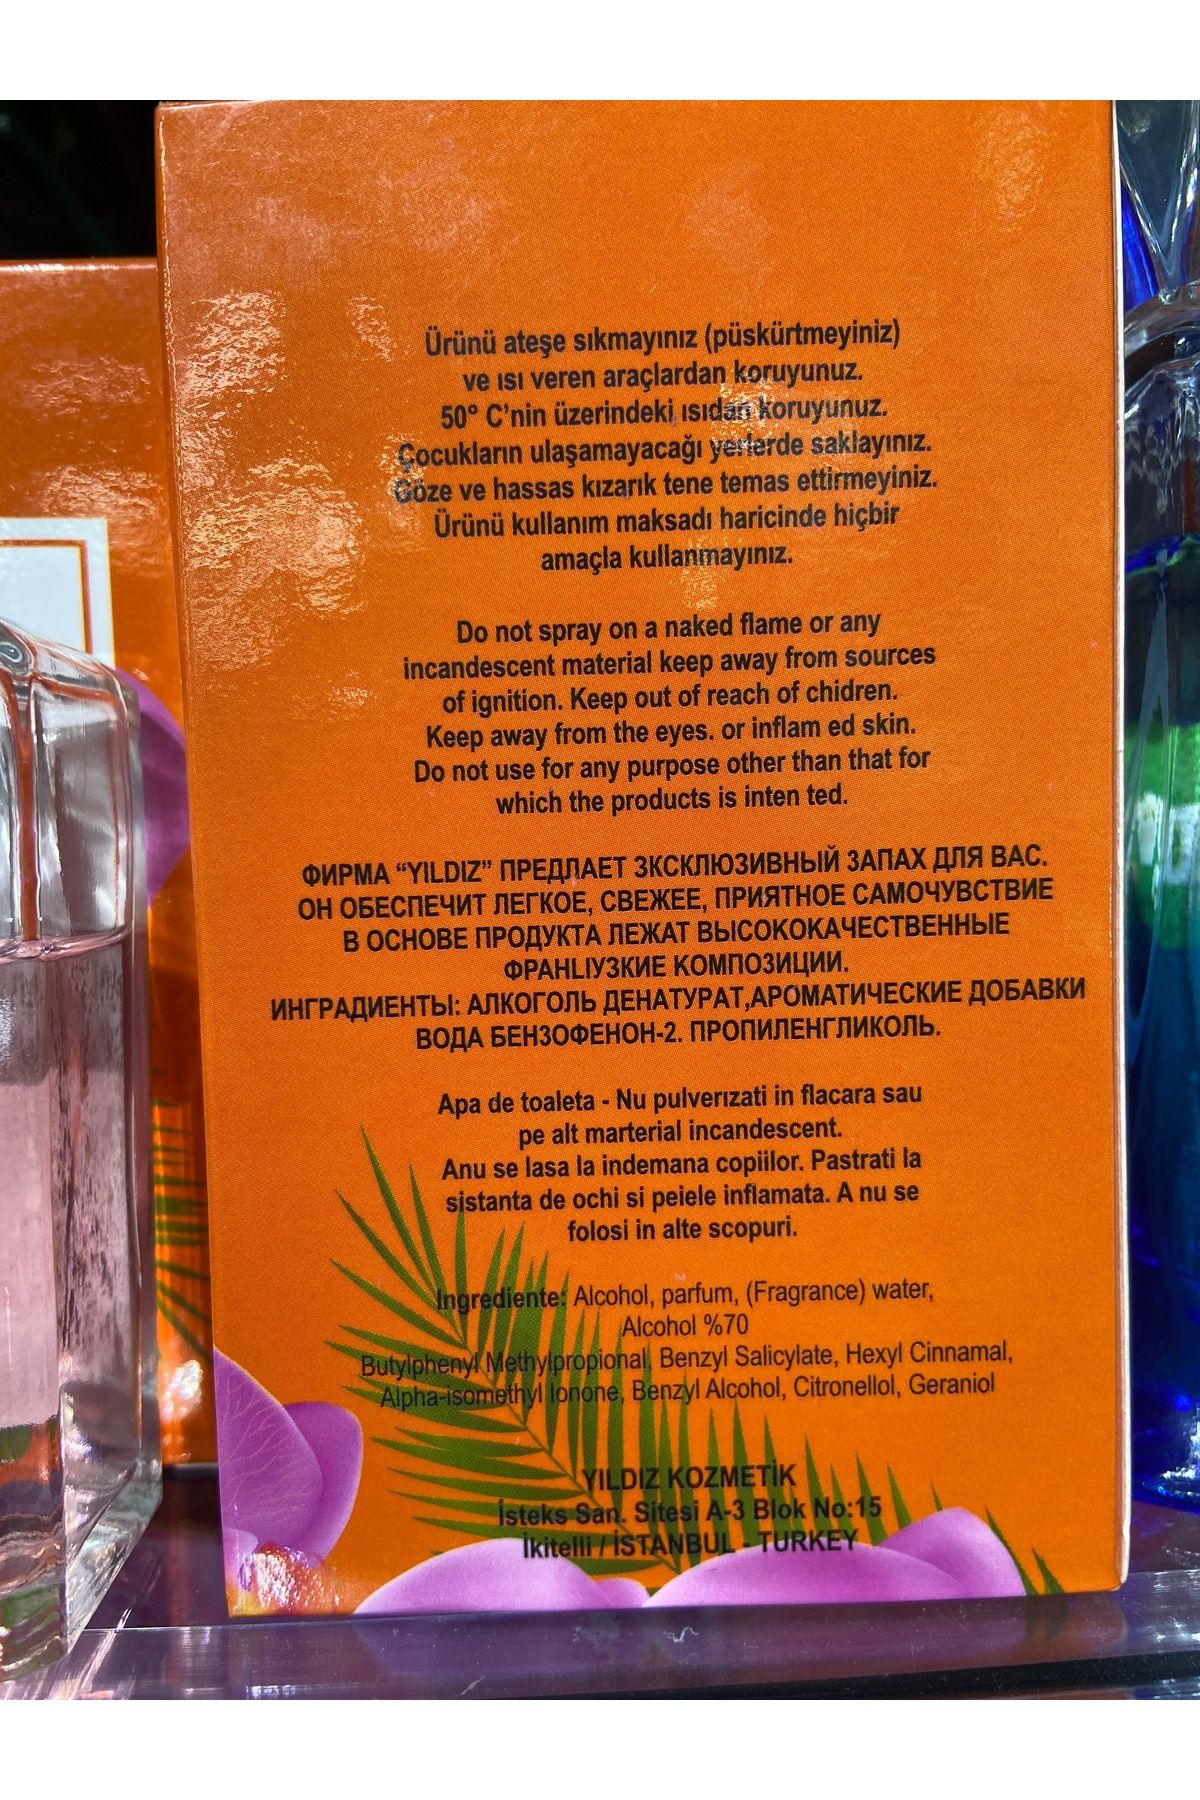 Ürünü ateşe sıkmayınız (püskürtmeyiniz)
ve ısı veren araçlardan koruyunuz.
50° C'nin üzerindeki ısıdan koruyunuz.
Çocukların ulaşamayacağı yerlerde saklayınız.
Göze ve hassas kızarık tene temas ettirmeyiniz.
Ürünü kullanım maksadı haricinde hiçbir
amaçla kullanmayınız.
Do not spray on a naked flame or any
incandescent material keep away from sources
of ignition. Keep out of reach of chidren.
Keep away from the eyes. or inflam ed skin.
Do not use for any purpose other than that for
which the products is inten ted.
ФИРМА “YILDIZ” ПРЕДЛАЕТ ЗКСКЛЮЗИВНЫЙ ЗАПАХ ДЛЯ ВАС.
ОН ОБЕСПЕЧИТ ЛЕГКОЕ, СВЕЖЕЕ, ПРИЯТНОЕ САМОЧУВСТВИЕ
В ОСНОВЕ ПРОДУКТА ЛЕЖАТ ВЫСОКОКАЧЕСТВЕННЫЕ
ФРАНLIУЗКИЕ КОМПОЗИЦИИ.
ИНГРАДИЕНТЫ: АЛКОГОЛЬ ДЕНАТУРАТ,АРОМАТИЧЕСКИЕ ДОБАВКИ
ВОДА БЕНЗОФЕНОН-2. ПРОПИЛЕНГЛИКОЛЬ.
Apa de toaleta - Nu pulverızati in flacara sau
pe alt marterial incandescent.
Anu se lasa la indemana copiilor. Pastrati la
sistanta de ochi si peiele inflamata. A nu se
folosi in alte scopuri.
Ingrediente: Alcohol, parfum, (Fragrance) water,
Alcohol %70
Butylphenyl Methylpropional, Benzyl Salicylate, Hexyl Cinnamal,
Alpha-isomethyl Ionone, Benzyl Alcohol, Citronellol, Geraniol
YILDIZ KOZMETİK
İsteks San. Sitesi A-3 Blok No:15
İkitelli / İSTANBUL - TURKEY